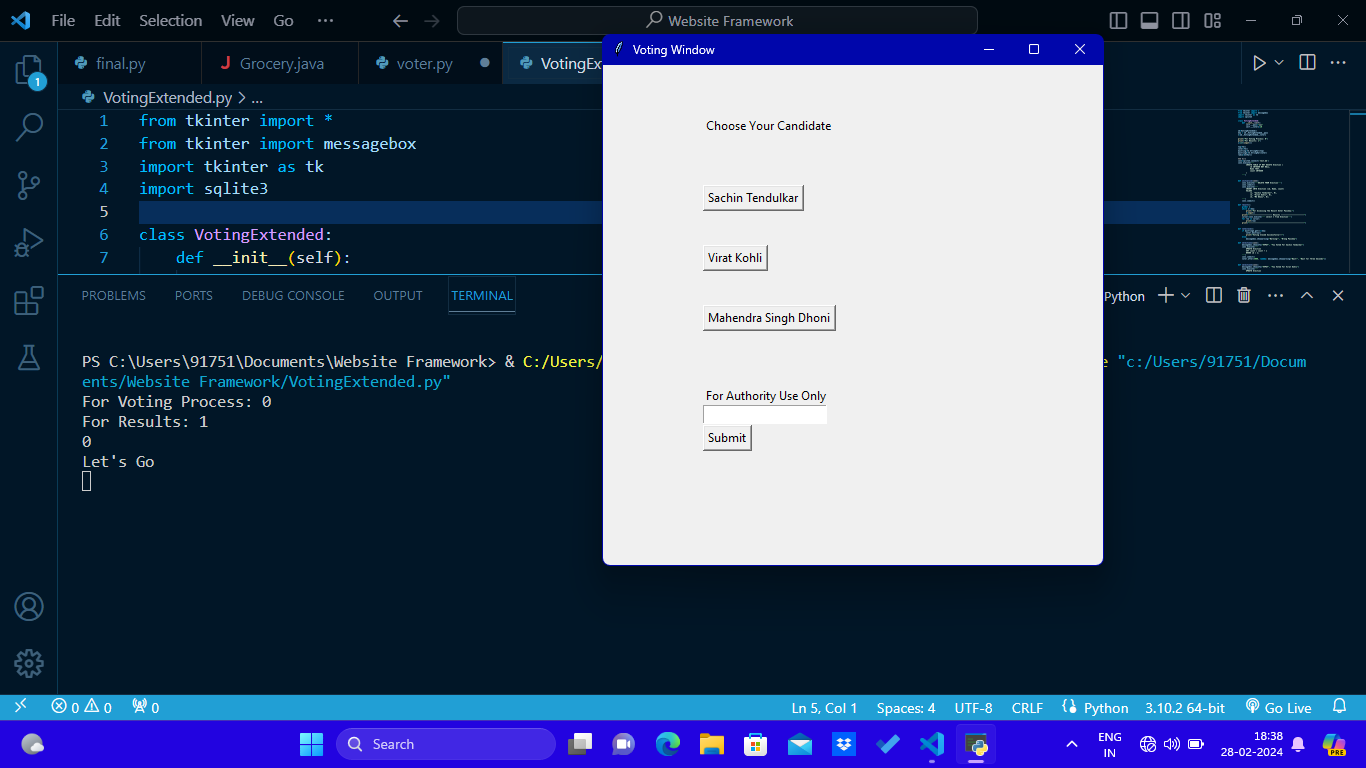 File Edit Selection View Go ··· Website Framework
Voting Window
final.py Grocery.java voter.py VotingEx
VotingExtended.py > ...
1 from tkinter import *
2 from tkinter import messagebox
3 import tkinter as tk
4 import sqlite3
5
6 class VotingExtended:
7 def __init__(self):
Choose Your Candidate
Sachin Tendulkar
Virat Kohli
Mahendra Singh Dhoni
For Authority Use Only
Submit
PROBLEMS PORTS DEBUG CONSOLE OUTPUT TERMINAL Python
PS C:\Users\91751\Documents\Website Framework> & C:/Users/ e "c:/Users/91751/Docum
ents/Website Framework/VotingExtended.py"
For Voting Process: 0
For Results: 1
0
Let's Go
1
0 0 0 Ln 5, Col 1 Spaces: 4 UTF-8 CRLF Python 3.10.2 64-bit Go Live
Search
ENG
IN
18:38
28-02-2024
PRE